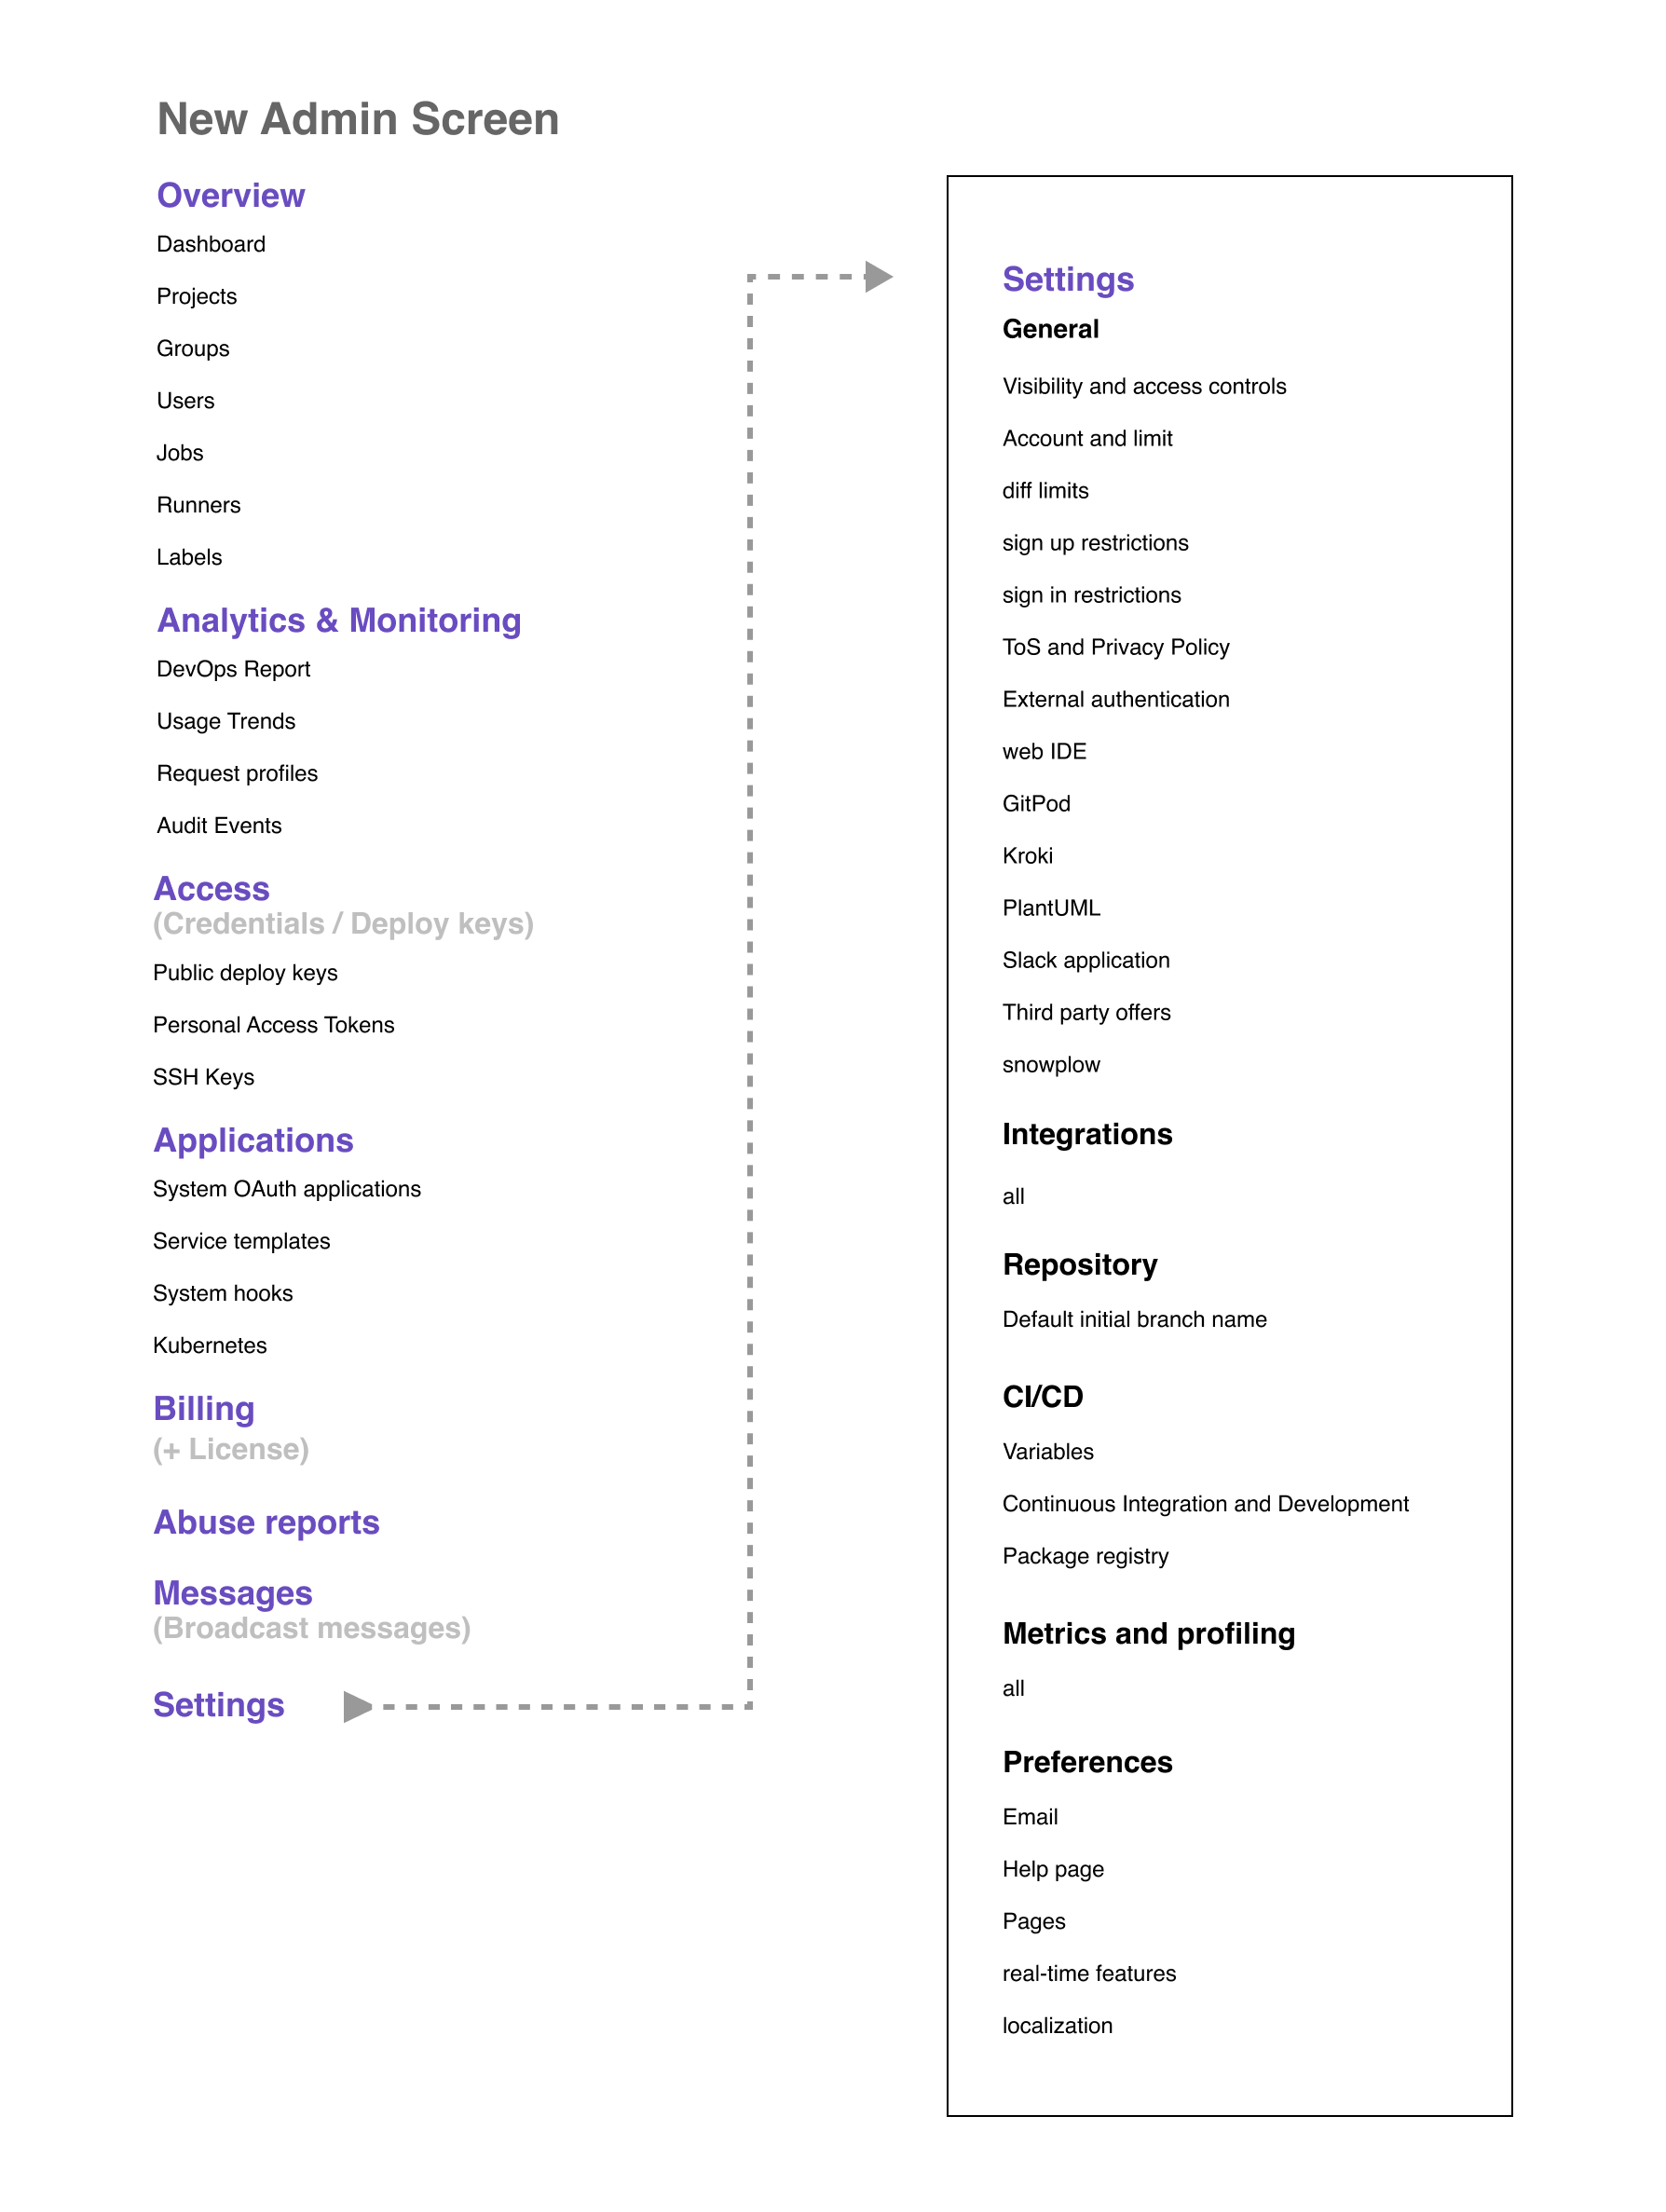 New Admin Screen
Overview
Dashboard
Projects
Groups
Users
Jobs
Runners
Labels
Analytics & Monitoring
DevOps Report
Usage Trends
Request profiles
Audit Events
Access
(Credentials / Deploy keys)
Public deploy keys
Personal Access Tokens
SSH Keys
Applications
System OAuth applications
Service templates
System hooks
Kubernetes
Billing
(+ License)
Abuse reports
Messages
(Broadcast messages)
Settings
Settings
General
Visibility and access controls
Account and limit
diff limits
sign up restrictions
sign in restrictions
ToS and Privacy Policy
External authentication
web IDE
GitPod
Kroki
PlantUML
Slack application
Third party offers
snowplow
Integrations
all
Repository
Default initial branch name
CI/CD
Variables
Continuous Integration and Development
Package registry
Metrics and profiling
all
Preferences
Email
Help page
Pages
real-time features
localization